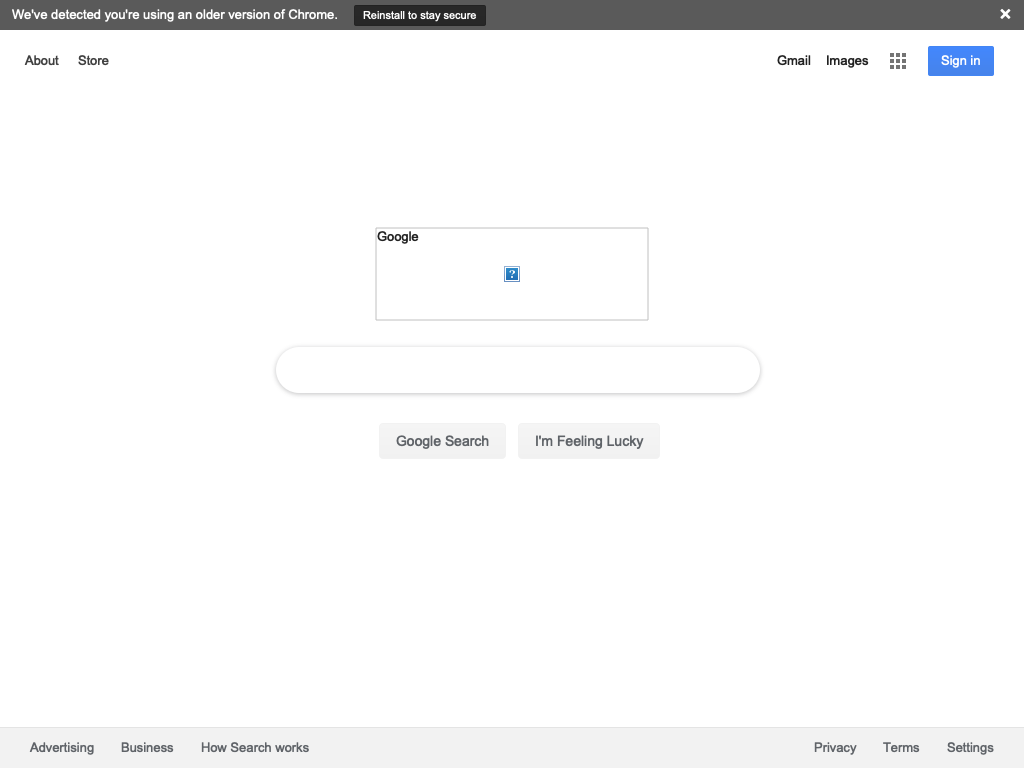 We've detected you're using an older version of Chrome. Reinstall to stay secure
About Store Gmail Images Sign in
Google
Google Search I'm Feeling Lucky
Advertising Business How Search works Privacy Terms Settings